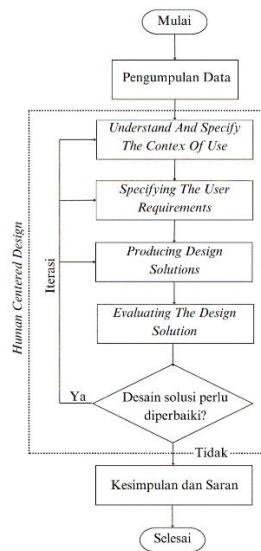 Mulai
Pengumpulan Data
Understand And Specify
The Contex Of Use
Specifying The User
Requirements
Producing Design
Solutions
Evaluating The Design
Solution
Human Centered Design
Iterasi
Ya
Desain solusi perlu
diperbaiki?
Tidak
Kesimpulan dan Saran
Selesai